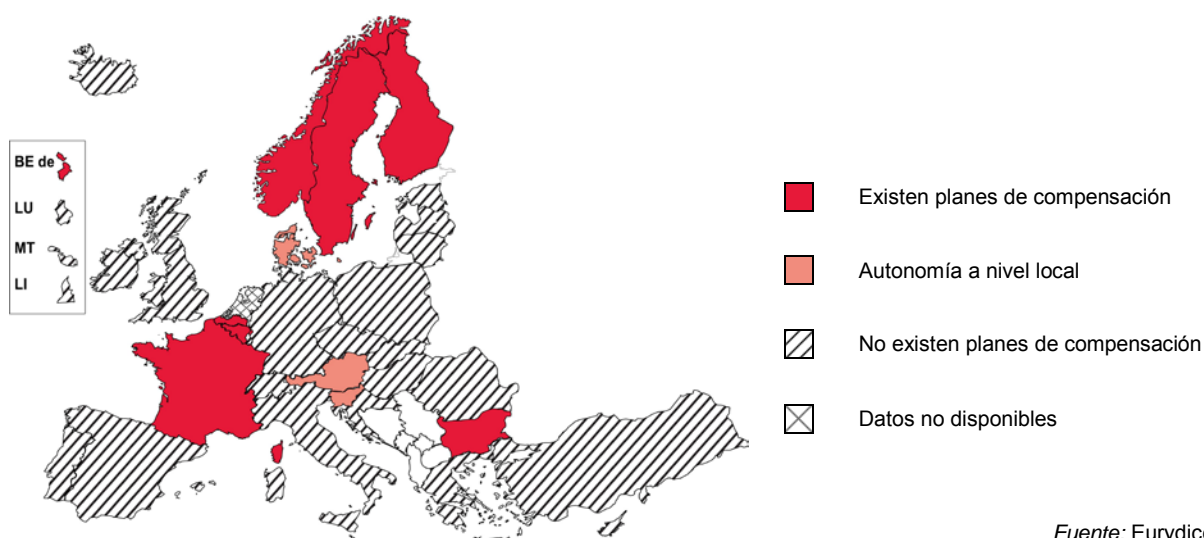 BE de
LU
MT
LI
Existen planes de compensación
Autonomía a nivel local
No existen planes de compensación
Datos no disponibles
Fuente: Eurydice